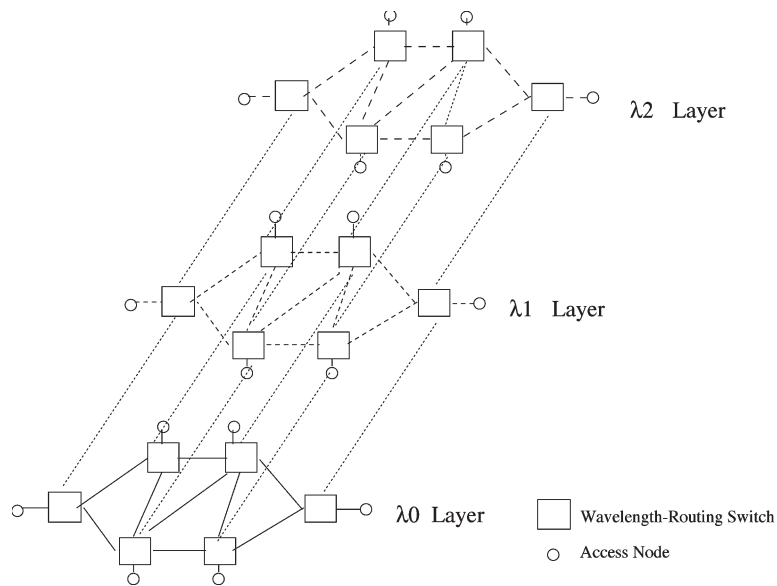 λ2 Layer
λ1 Layer
λ0 Layer
Wavelength-Routing Switch
Access Node